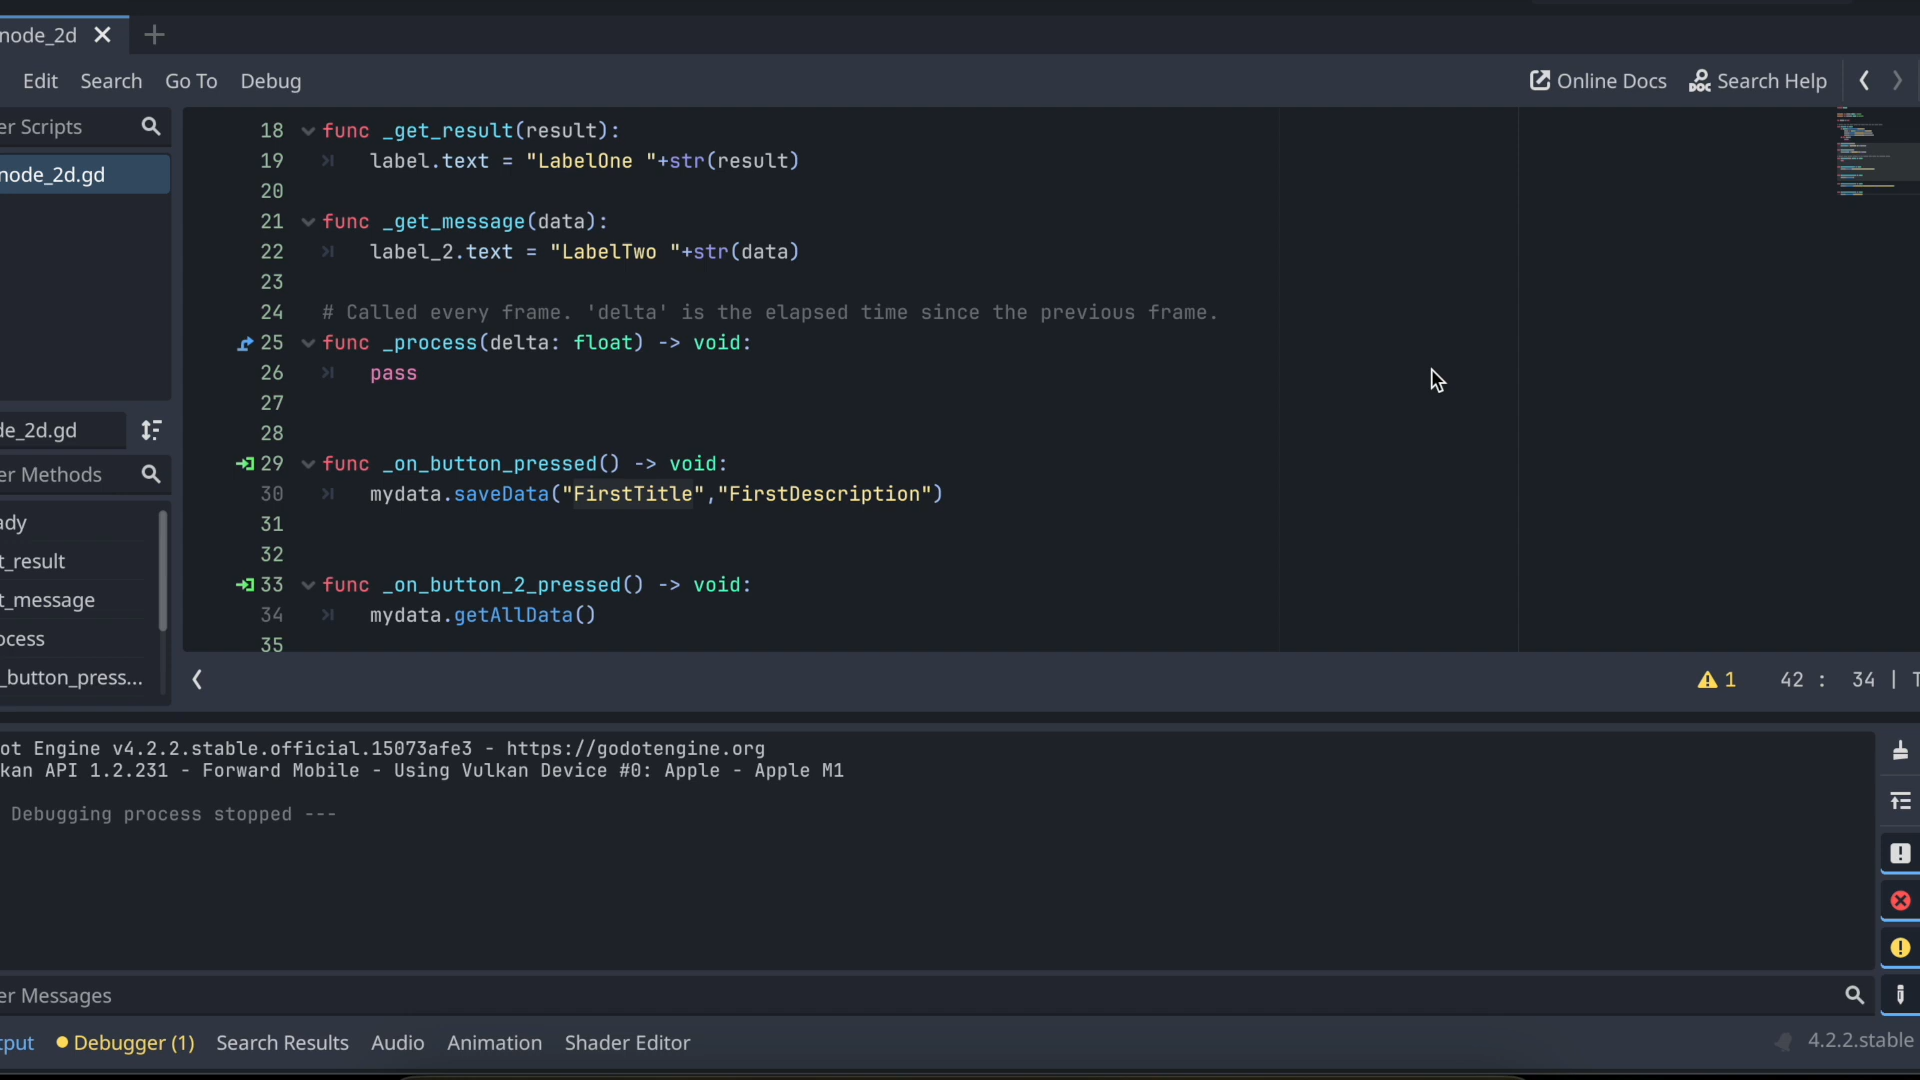 node_2d
Edit Search Go To Debug Online Docs Search Help
er Scripts
node_2d.gd
de_2d.gd
er Methods
ady
t_result
t_message
ocess
_button_press...
18 func _get_result(result):
19 label.text = "LabelOne "+str(result)
20
21 func _get_message(data):
22 label_2.text = "LabelTwo "+str(data)
23
24 # Called every frame. 'delta' is the elapsed time since the previous frame.
25 func _process(delta: float) -> void:
26 pass
27
28
29 func _on_button_pressed() -> void:
30 mydata.saveData("FirstTitle","FirstDescription")
31
32
33 func _on_button_2_pressed() -> void:
34 mydata.getAllData()
35
1 42 : 34 | T
ot Engine v4.2.2.stable.official.15073afe3 - https://godotengine.org
kan API 1.2.231 - Forward Mobile - Using Vulkan Device #0: Apple - Apple M1
Debugging process stopped ---
er Messages
tput Debugger (1) Search Results Audio Animation Shader Editor 4.2.2.stable